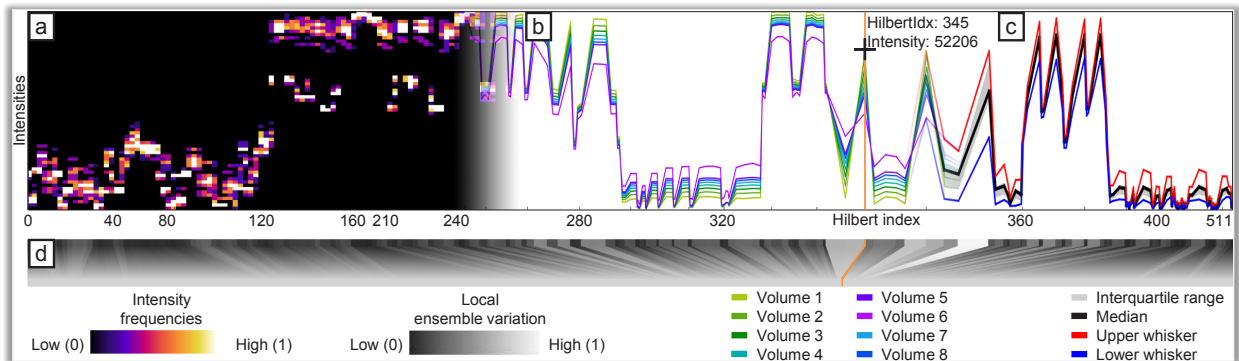 a
b
HilbertIdx: 345
Intensity: 52206
c
Intensities
0 40 80 120 160 210 240 280 320 Hilbert index 360 400 511
d
Intensity
frequencies
Low (0) High (1)
Local
ensemble variation
Low (0) High (1)
Volume 1
Volume 2
Volume 3
Volume 4
Volume 5
Volume 6
Volume 7
Volume 8
Interquartile range
Median
Upper whisker
Lower whisker